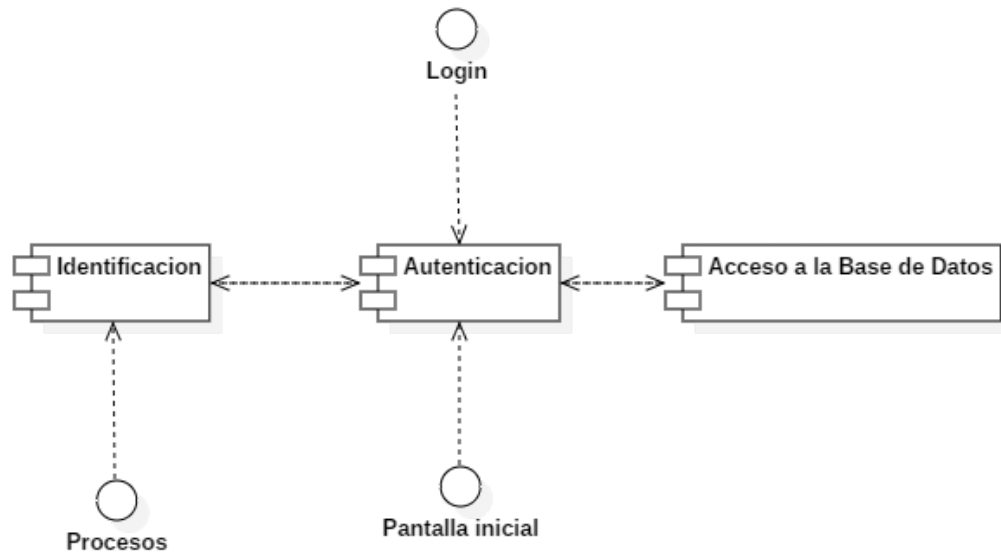 Login
Identificacion
Autenticacion
Acceso a la Base de Datos
Procesos
Pantalla inicial